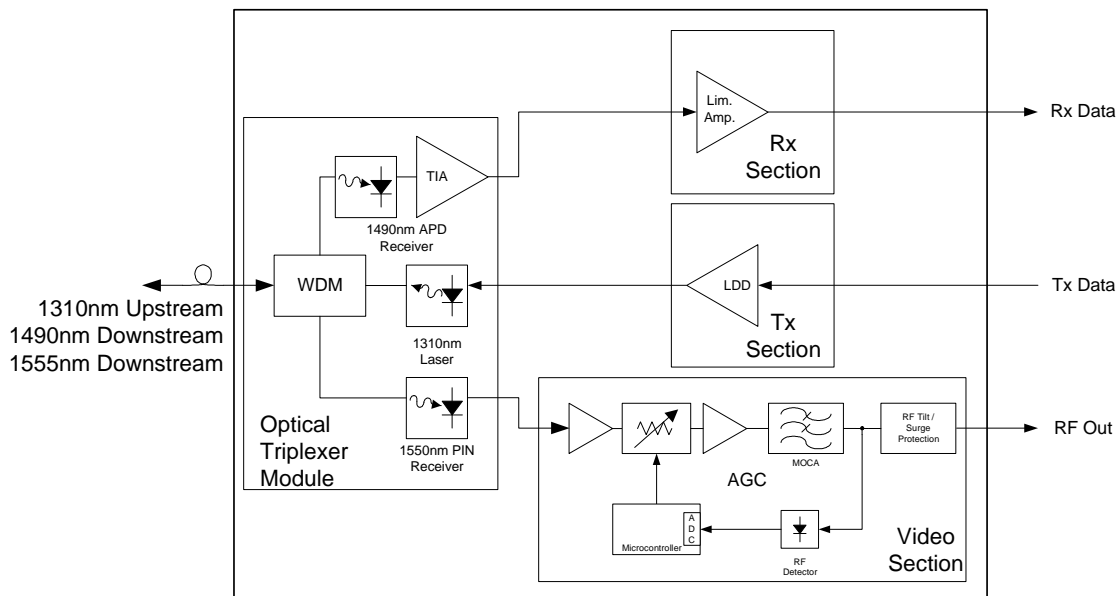 Lim.
Amp.
Rx
Section
Rx Data
TIA
1490nm APD
Receiver
WDM
1310nm Upstream
1490nm Downstream
1555nm Downstream
1310nm
Laser
LDD
Tx
Section
Tx Data
Optical
Triplexer
Module
1550nm PIN
Receiver
MOCA
RF Tilt /
Surge
Protection
RF Out
AGC
Microcontroller
A
D
C
RF
Detector
Video
Section